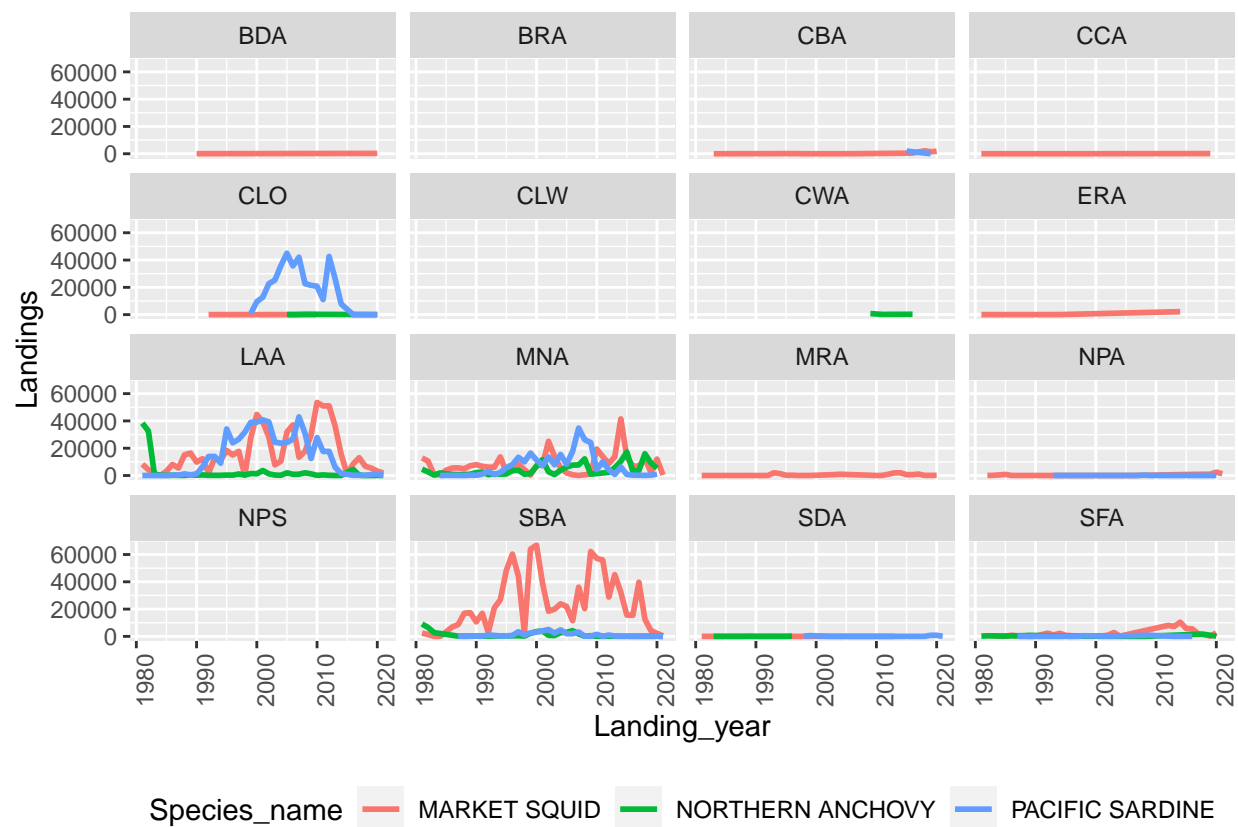 BDA BRA CBA CCA
60000
40000
20000
0
CLO CLW CWA ERA
60000
40000
20000
0
LAA MNA MRA NPA
60000
40000
20000
0
NPS SBA SDA SFA
60000
40000
20000
0
1980 1990 2000 2010 2020 1980 1990 2000 2010 2020 1980 1990 2000 2010 2020 1980 1990 2000 2010 2020
Landings
Landing_year
Species_name MARKET SQUID NORTHERN ANCHOVY PACIFIC SARDINE